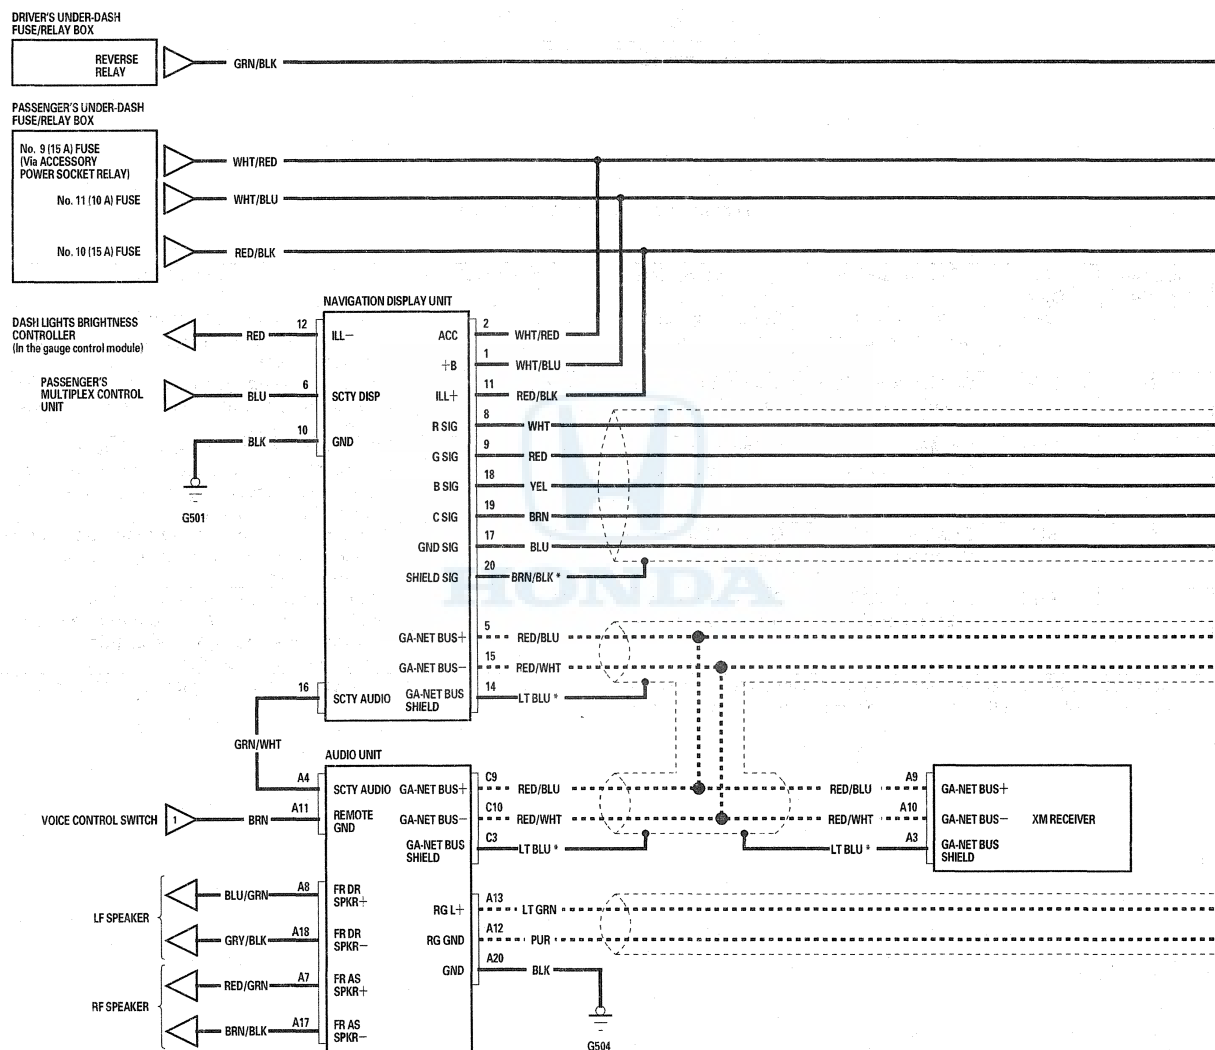 DRIVER'S UNDER-DASH
FUSE/RELAY BOX
REVERSE
RELAY
GRN/BLK
PASSENGER'S UNDER-DASH
FUSE/RELAY BOX
No. 9 (15 A) FUSE
(Via ACCESSORY
POWER SOCKET RELAY)
WHT/RED
No. 11 (10 A) FUSE
WHT/BLU
No. 10 (15 A) FUSE
RED/BLK
NAVIGATION DISPLAY UNIT
DASH LIGHTS BRIGHTNESS
CONTROLLER
(In the gauge control module)
RED
12
ILL−
ACC
2
WHT/RED
+B
1
WHT/BLU
PASSENGER'S
MULTIPLEX CONTROL
UNIT
BLU
6
SCTY DISP
ILL+
11
RED/BLK
R SIG
8
WHT
BLK
10
GND
G501
G SIG
9
RED
B SIG
18
YEL
C SIG
19
BRN
GND SIG
17
BLU
SHIELD SIG
20
BRN/BLK *
HONDA
GA-NET BUS+
5
RED/BLU
GA-NET BUS−
15
RED/WHT
16
SCTY AUDIO
GA-NET BUS
SHIELD
14
LT BLU *
GRN/WHT
AUDIO UNIT
A4
SCTY AUDIO
GA-NET BUS+
C9
RED/BLU
RED/BLU
A9
GA-NET BUS+
VOICE CONTROL SWITCH
1
BRN
A11
REMOTE
GND
GA-NET BUS−
C10
RED/WHT
RED/WHT
A10
GA-NET BUS−
XM RECEIVER
GA-NET BUS
SHIELD
C3
LT BLU *
LT BLU *
A3
GA-NET BUS
SHIELD
LF SPEAKER
BLU/GRN
A8
FR DR
SPKR+
GRY/BLK
A18
FR DR
SPKR−
RG L+
A13
LT GRN
RG GND
A12
PUR
GND
A20
BLK
G504
RF SPEAKER
RED/GRN
A7
FR AS
SPKR+
BRN/BLK
A17
FR AS
SPKR−